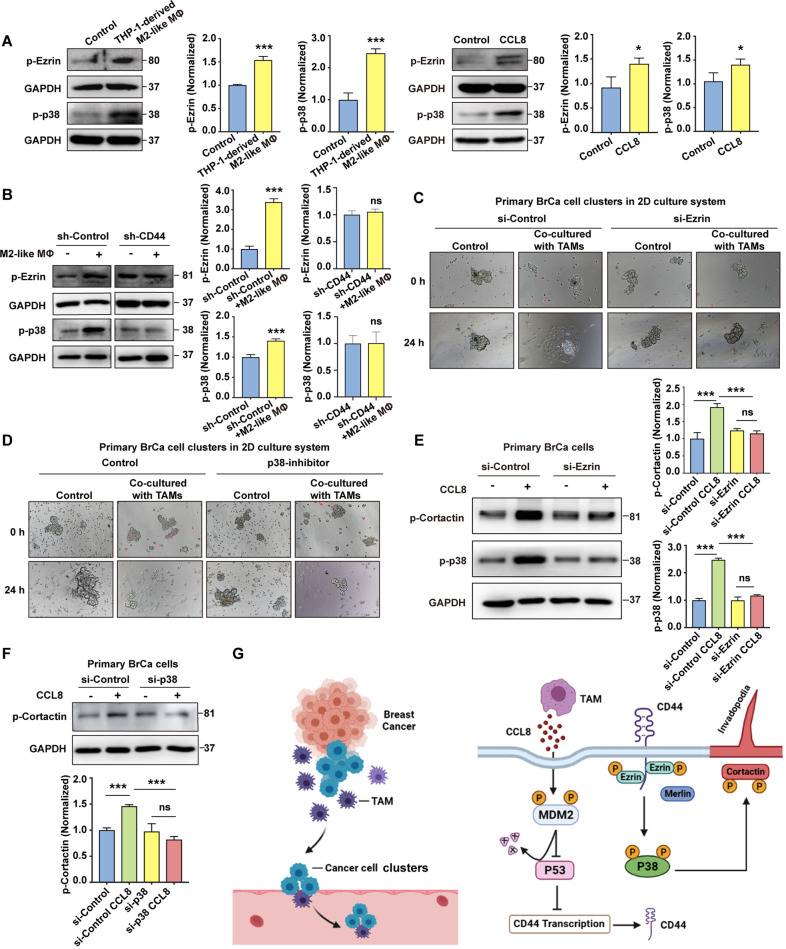 A
Control
THP-1-derived
M2-like MΦ
p-Ezrin
80
GAPDH
37
p-p38
38
GAPDH
37
p-Ezrin (Normalized)
2.0
1.5
1.0
0.5
0.0
***
Control
THP-1-derived
M2-like MΦ
p-p38 (Normalized)
3.0
2.0
1.0
0.0
***
Control
THP-1-derived
M2-like MΦ
Control CCL8
p-Ezrin
80
GAPDH
37
p-p38
38
GAPDH
37
p-Ezrin (Normalized)
2.0
1.5
1.0
0.5
0.0
*
Control
CCL8
p-p38 (Normalized)
2.0
1.5
1.0
0.5
0.0
*
Control
CCL8
B
sh-Control sh-CD44
M2-like MΦ - + - +
p-Ezrin
81
GAPDH
37
p-p38
38
GAPDH
37
p-Ezrin (Normalized)
4.0
3.0
2.0
1.0
0.0
***
sh-Control
sh-Control
+M2-like MΦ
p-Ezrin (Normalized)
1.5
1.0
0.5
0.0
ns
sh-CD44
sh-CD44
+M2-like MΦ
p-p38 (Normalized)
2.0
1.5
1.0
0.5
0.0
***
sh-Control
sh-Control
+M2-like MΦ
p-p38 (Normalized)
1.5
1.0
0.5
0.0
ns
sh-CD44
sh-CD44
+M2-like MΦ
C
Primary BrCa cell clusters in 2D culture system
si-Control si-Ezrin
Control
Co-cultured
with TAMs
Control
Co-cultured
with TAMs
0 h
24 h
D
Primary BrCa cell clusters in 2D culture system
Control p38-inhibitor
Control
Co-cultured
with TAMs
Control
Co-cultured
with TAMs
0 h
24 h
E
Primary BrCa cells
si-Control si-Ezrin
CCL8 - + - +
p-Cortactin
81
p-p38
38
GAPDH
37
p-Cortactin (Normalized)
2.5
2.0
1.5
1.0
0.5
0.0
*** ***
ns
si-Control
si-Control CCL8
si-Ezrin
si-Ezrin CCL8
p-p38 (Normalized)
3.0
2.0
1.0
0.0
*** ***
ns
si-Control
si-Control CCL8
si-Ezrin
si-Ezrin CCL8
F
Primary BrCa cells
si-Control si-p38
CCL8 - + - +
p-Cortactin
81
GAPDH
37
p-Cortactin (Normalized)
2.0
1.5
1.0
0.5
0.0
*** ***
ns
si-Control
si-Control CCL8
si-p38
si-p38 CCL8
G
Breast
Cancer
TAM
Cancer cell clusters
TAM
CCL8
CD44
Invadopodia
P Ezrin
Ezrin P
Merlin
Cortactin
P P
P P
MDM2
P53
P P
P38
CD44 Transcription
CD44